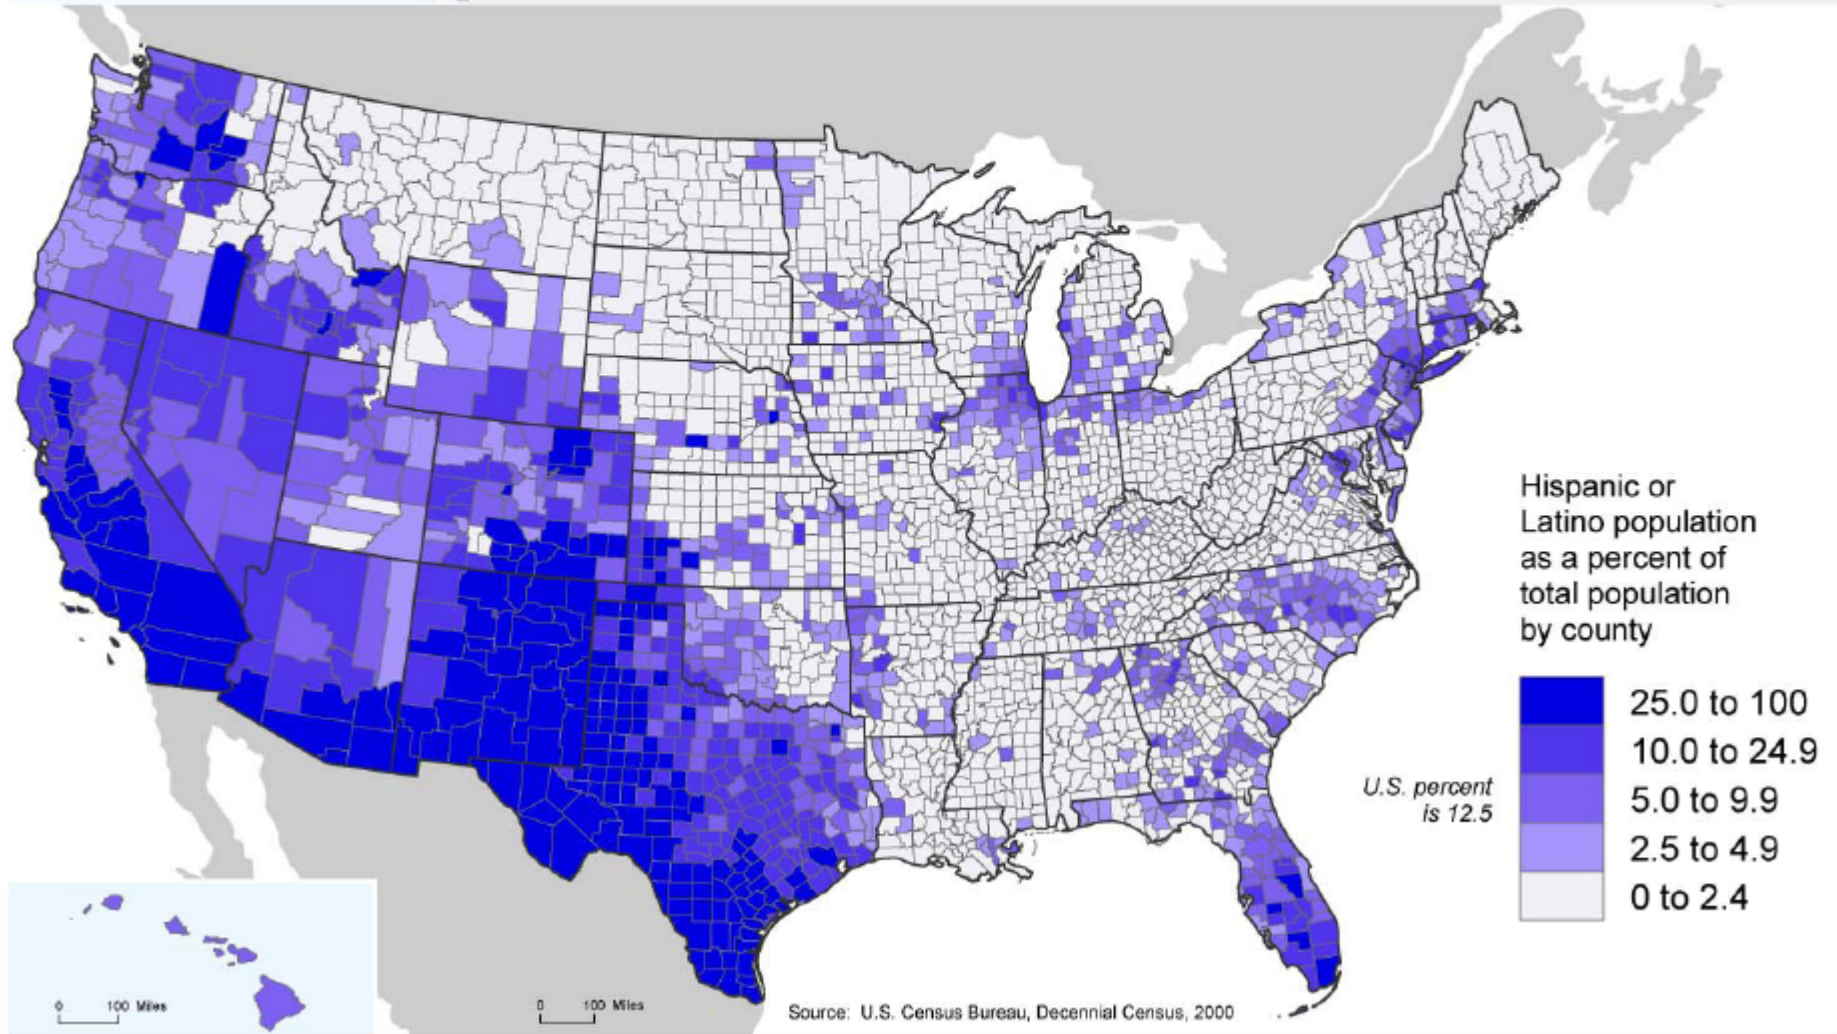 Hispanic or
Latino population
as a percent of
total population
by county
25.0 to 100
10.0 to 24.9
5.0 to 9.9
2.5 to 4.9
0 to 2.4
U.S. percent
is 12.5
0 100 Miles
0 100 Miles
Source: U.S. Census Bureau, Decennial Census, 2000